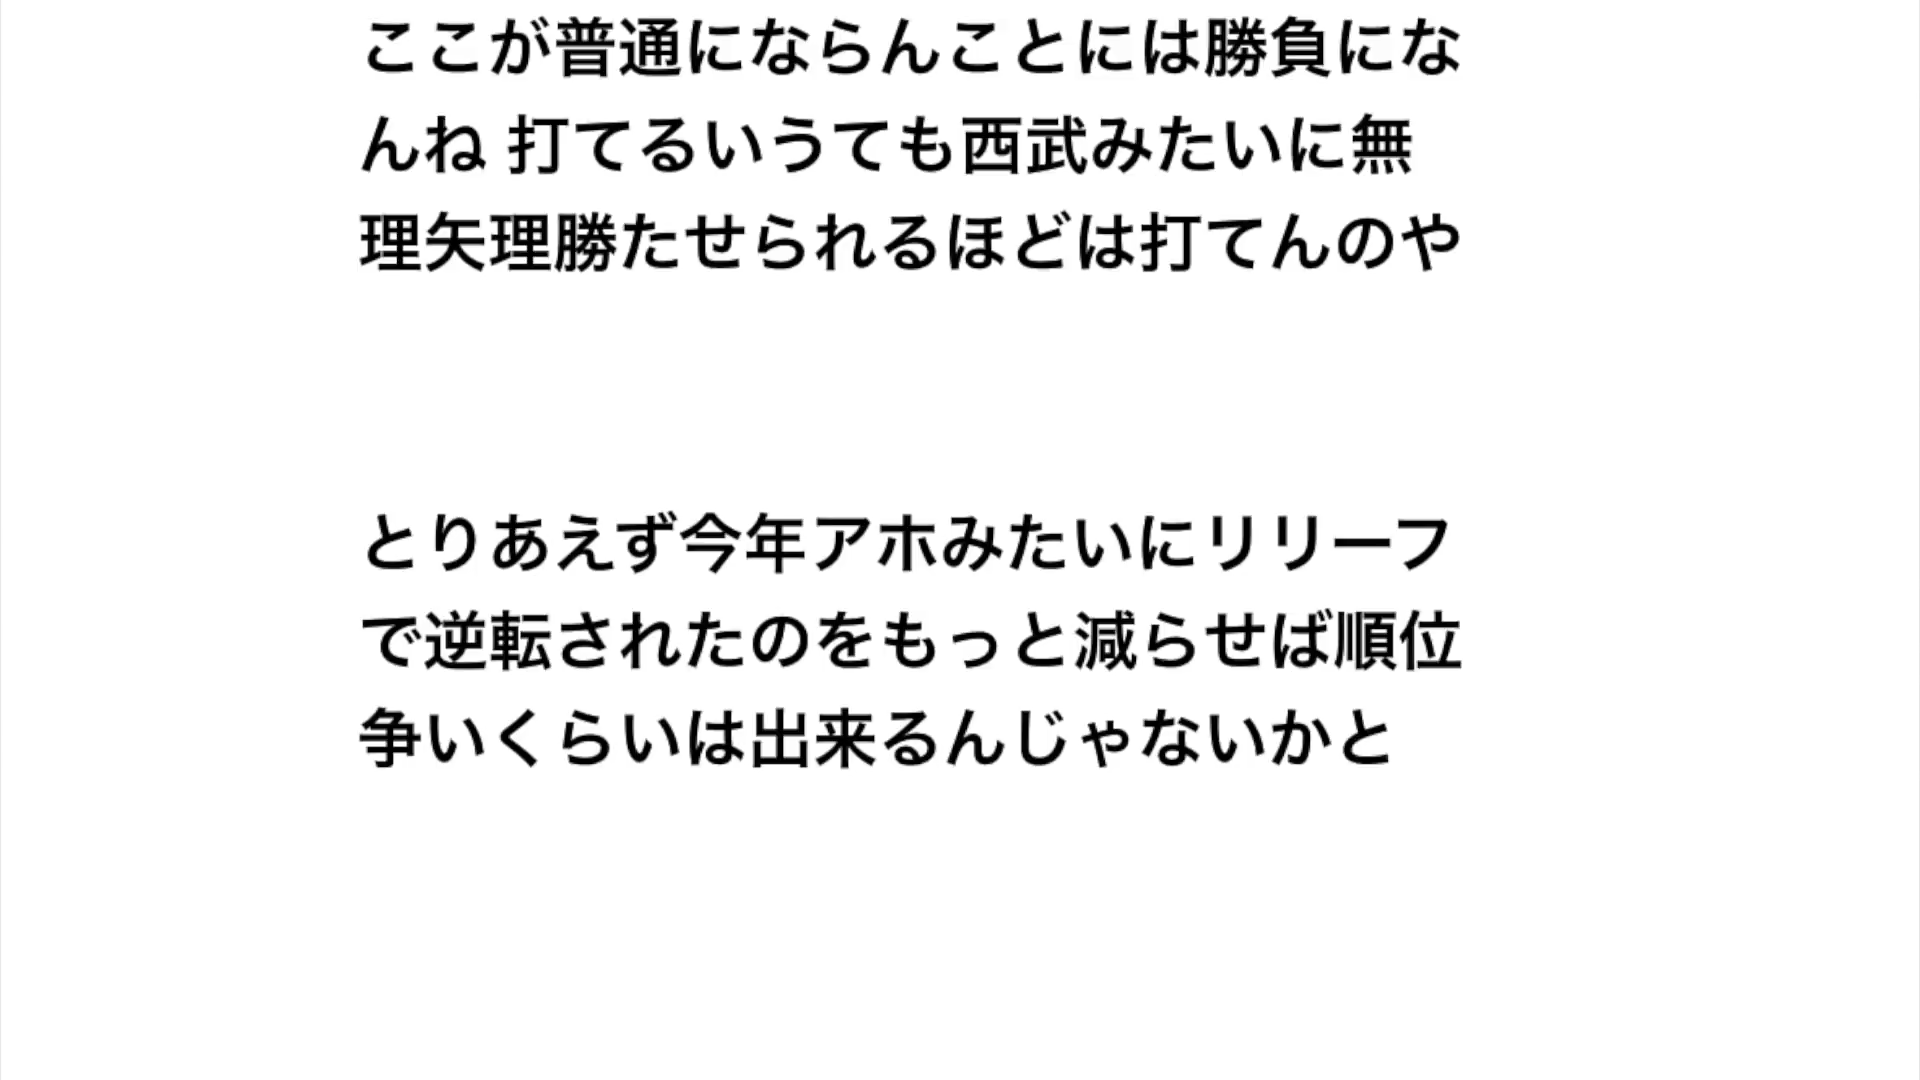 ここが普通にならんことには勝負にな
んね 打てるいうても西武みたいに無
理矢理勝たせられるほどは打てんのや
とりあえず今年アホみたいにリリーフ
で逆転されたのをもっと減らせば順位
争いくらいは出来るんじゃないかと